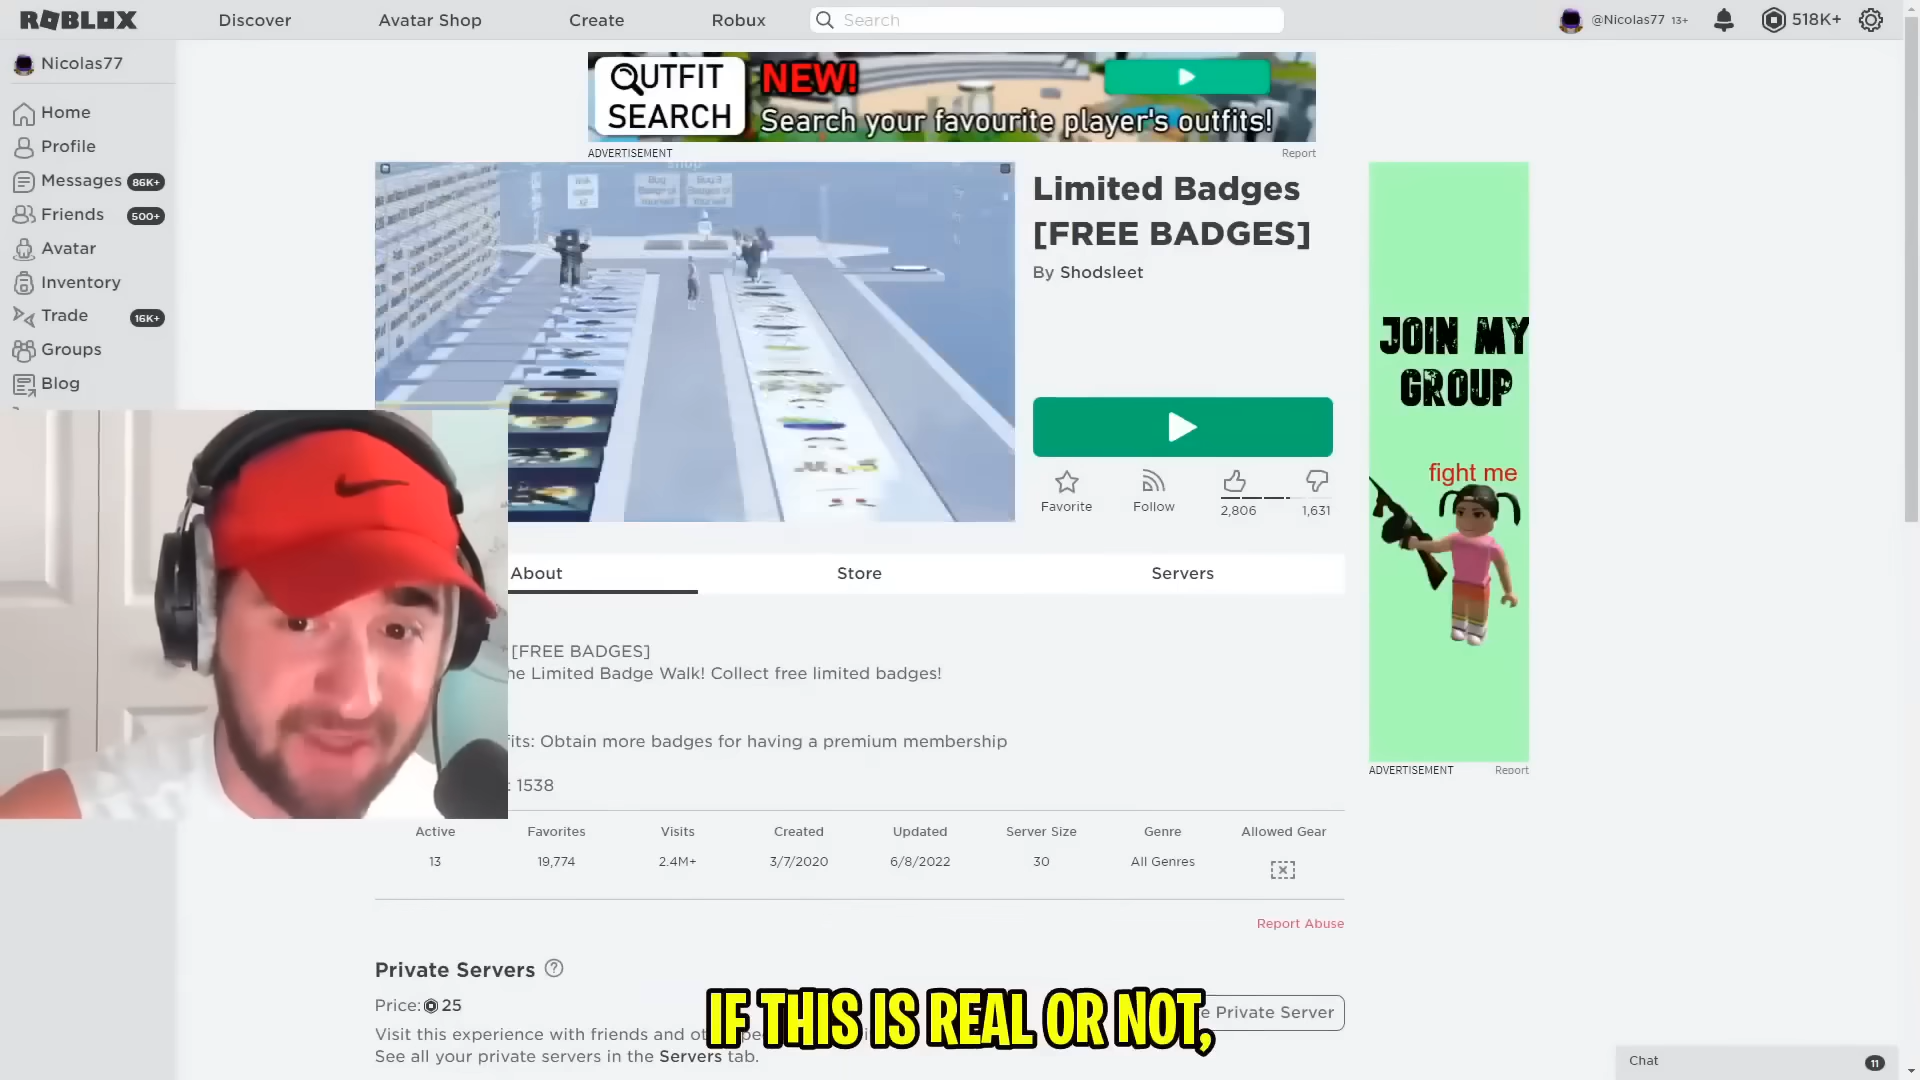 ROBLOX
Discover
Avatar Shop
Create
Robux
Search
@Nicolas77 13+
518K+
Nicolas77
Home
Profile
Messages 86K+
Friends 500+
Avatar
Inventory
Trade 16K+
Groups
Blog
OUTFIT
SEARCH
NEW!
Search your favourite player's outfits!
ADVERTISEMENT
Report
Limited Badges
[FREE BADGES]
By Shodsleet
Favorite
Follow
2,806
1,631
JOIN MY
GROUP
fight me
ADVERTISEMENT
Report
About
Store
Servers
[FREE BADGES]
he Limited Badge Walk! Collect free limited badges!
fits: Obtain more badges for having a premium membership
: 1538
Active
Favorites
Visits
Created
Updated
Server Size
Genre
Allowed Gear
13
19,774
2.4M+
3/7/2020
6/8/2022
30
All Genres
Report Abuse
Private Servers
Price: 25
e Private Server
Visit this experience with friends and ot
See all your private servers in the Servers tab.
IF THIS IS REAL OR NOT,
Chat
11